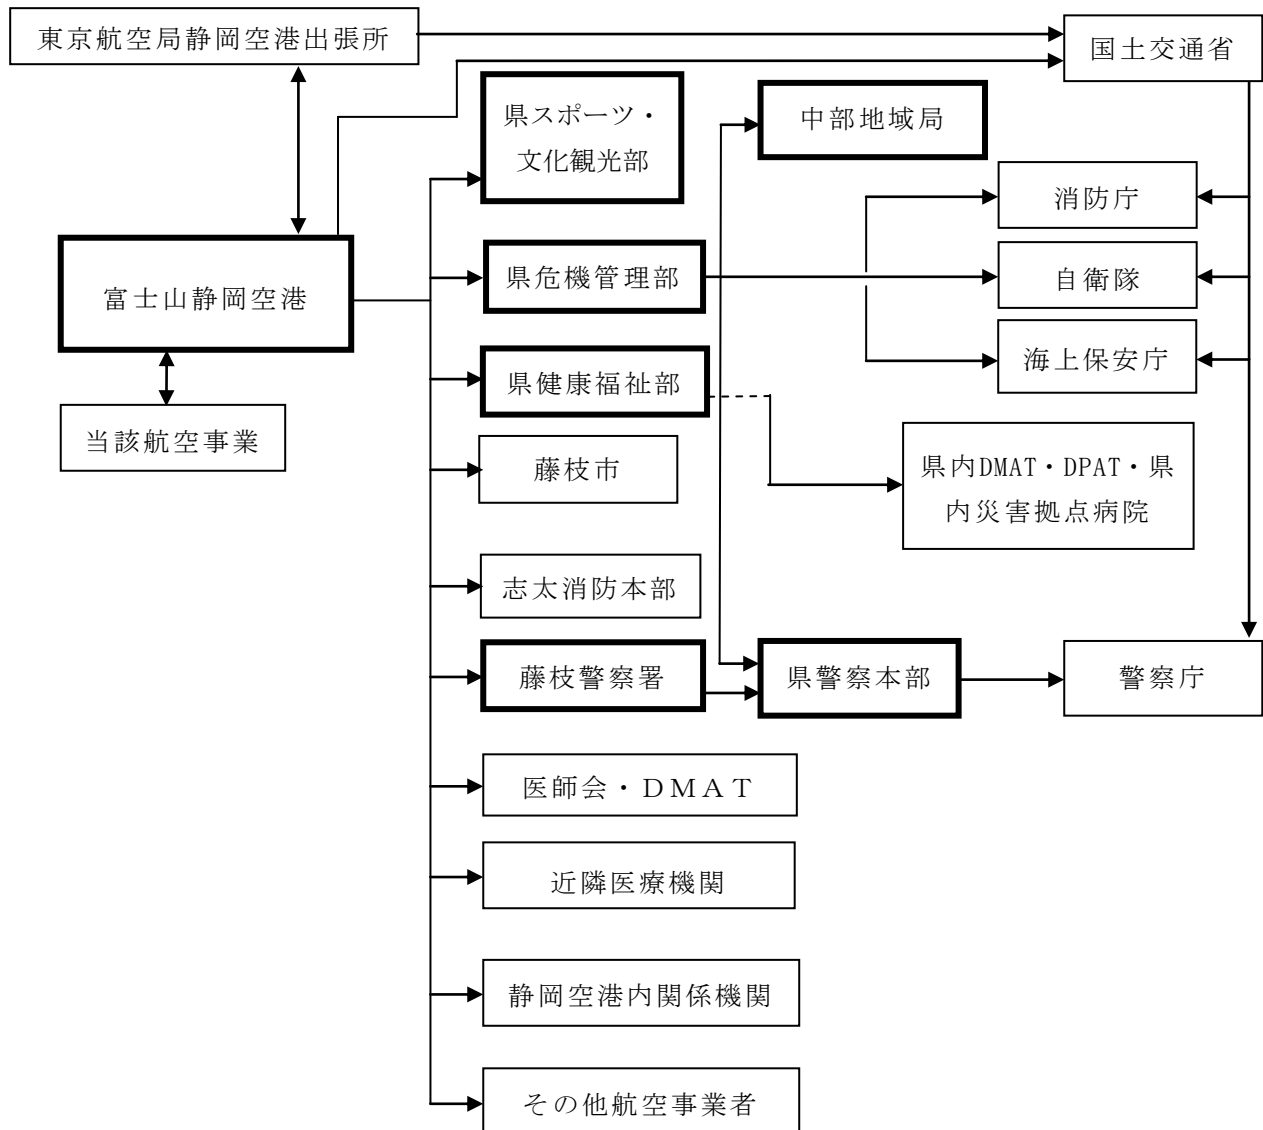 東京航空局静岡空港出張所
国土交通省
県スポーツ・
文化観光部
中部地域局
消防庁
富士山静岡空港
県危機管理部
自衛隊
海上保安庁
県健康福祉部
当該航空事業
藤枝市
県内DMAT・DPAT・県
内災害拠点病院
志太消防本部
藤枝警察署
県警察本部
警察庁
医師会・ＤＭＡＴ
近隣医療機関
静岡空港内関係機関
その他航空事業者